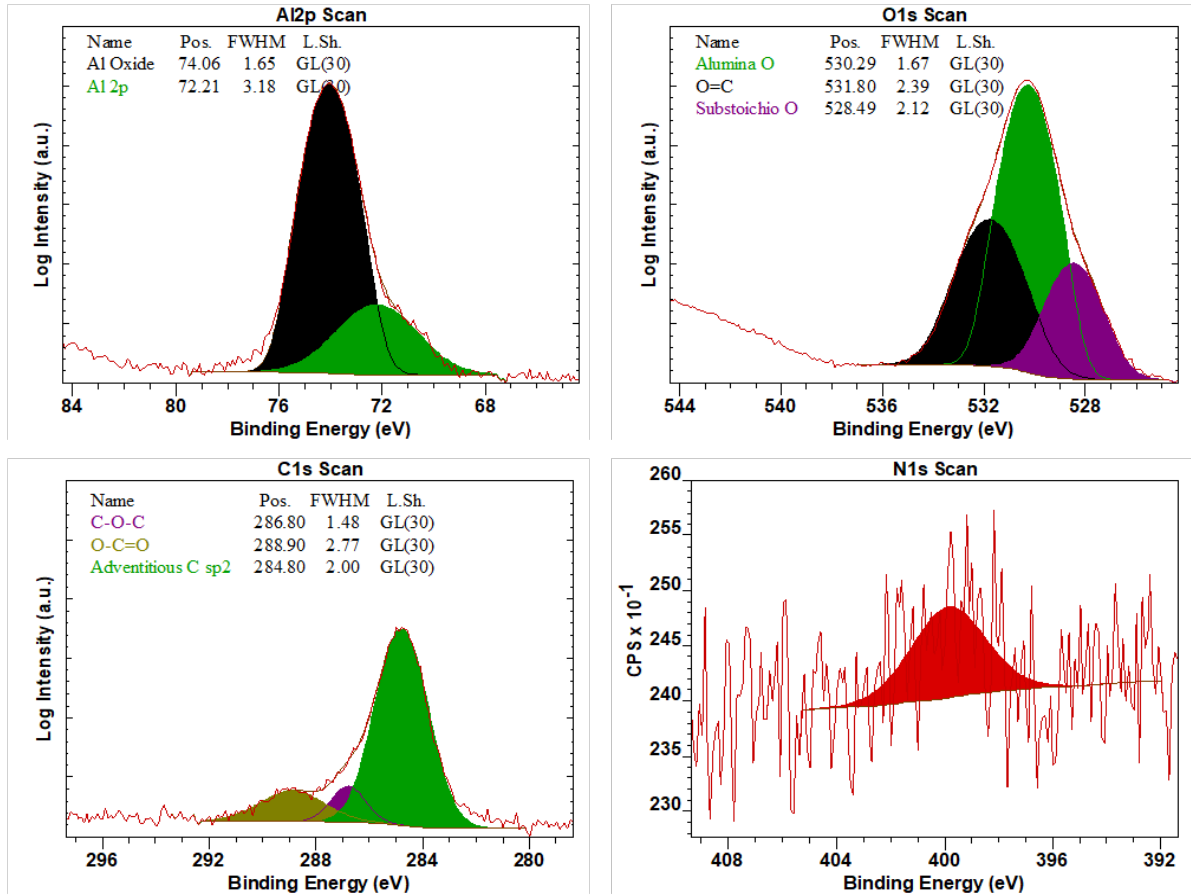 Al2p Scan
Name Pos. FWHM L.Sh.
Al Oxide 74.06 1.65 GL(30)
Al 2p 72.21 3.18 GL(30)
Log Intensity (a.u.)
84 80 76 72 68
Binding Energy (eV)
O1s Scan
Name Pos. FWHM L.Sh.
Alumina O 530.29 1.67 GL(30)
O=C 531.80 2.39 GL(30)
Substoichio O 528.49 2.12 GL(30)
Log Intensity (a.u.)
544 540 536 532 528
Binding Energy (eV)
C1s Scan
Name Pos. FWHM L.Sh.
C-O-C 286.80 1.48 GL(30)
O-C=O 288.90 2.77 GL(30)
Adventitious C sp2 284.80 2.00 GL(30)
Log Intensity (a.u.)
296 292 288 284 280
Binding Energy (eV)
N1s Scan
260
255
250
245
240
235
230
CPS x 10-1
408 404 400 396 392
Binding Energy (eV)